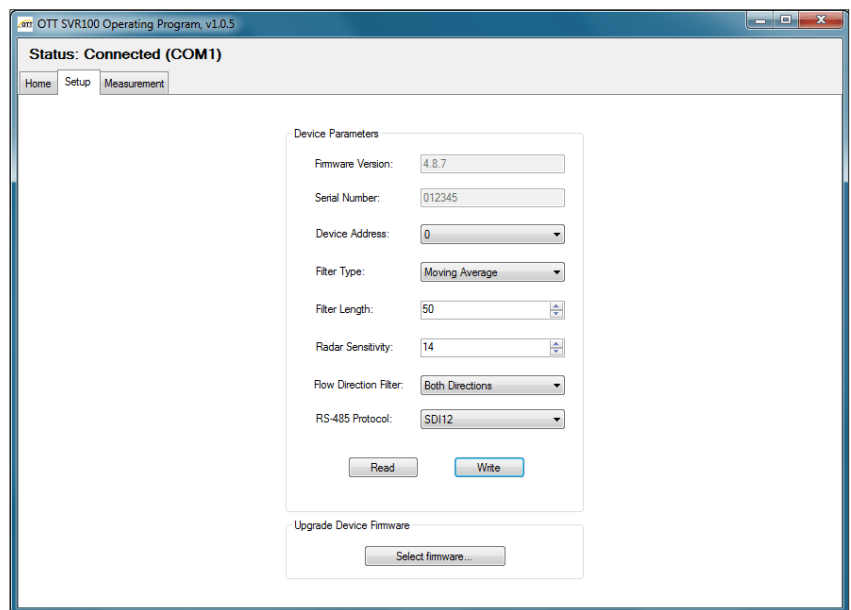 OTT OTT SVR100 Operating Program, v1.0.5
Status: Connected (COM1)
Home Setup Measurement
Device Parameters
Firmware Version: 4.8.7
Serial Number: 012345
Device Address: 0
Filter Type: Moving Average
Filter Length: 50
Radar Sensitivity: 14
Flow Direction Filter: Both Directions
RS-485 Protocol: SDI12
Read Write
Upgrade Device Firmware
Select firmware...